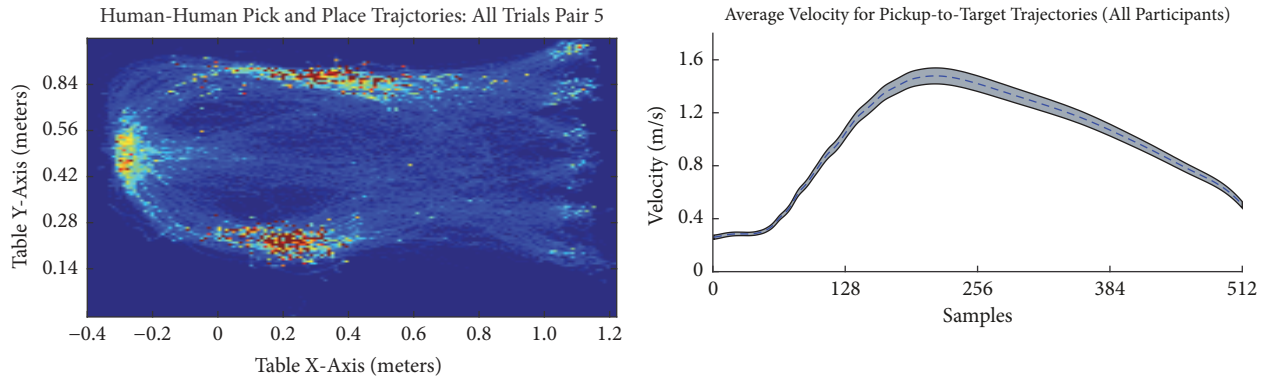 Human-Human Pick and Place Trajctories: All Trials Pair 5
Table Y-Axis (meters)
0.84
0.56
0.42
0.28
0.14
−0.4 −0.2 0 0.2 0.4 0.6 0.8 1.0 1.2
Table X-Axis (meters)
Average Velocity for Pickup-to-Target Trajectories (All Participants)
Velocity (m/s)
1.6
1.2
0.8
0.4
0
0 128 256 384 512
Samples